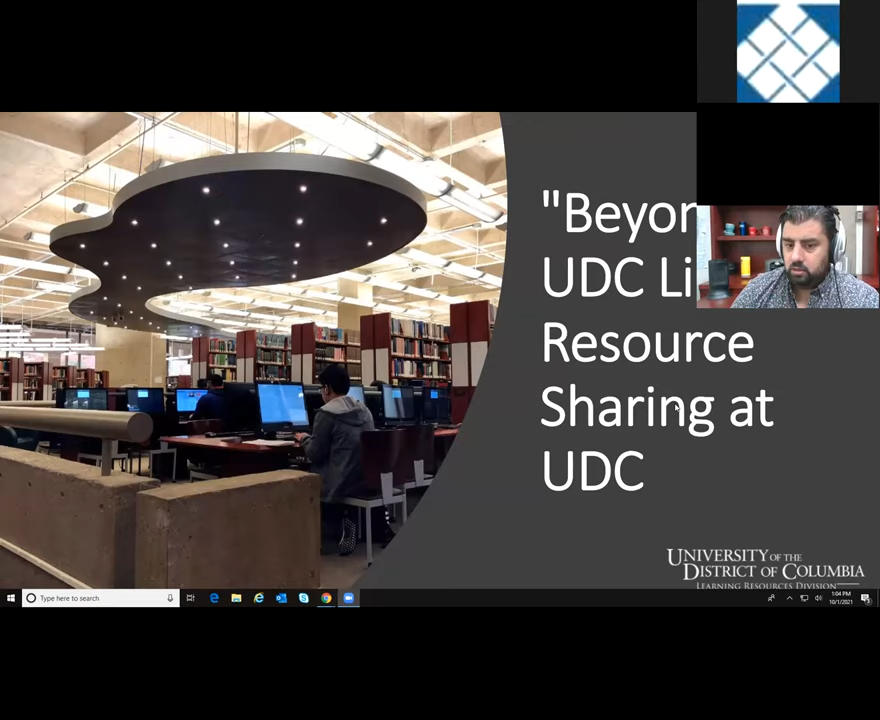 "Beyon
UDC Li
Resource
Sharing at
UDC
UNIVERSITY OF THE
DISTRICT OF COLUMBIA
LEARNING RESOURCES DIVISION
Type here to search
1:04 PM
10/1/2021